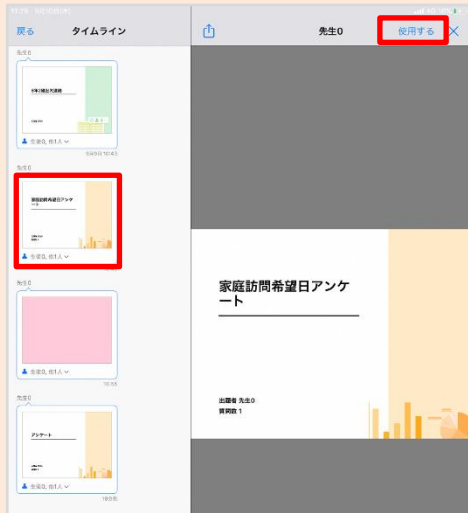 戻る
タイムライン
先生0
使用する
先生0
生徒0, 他1人
先生0
家庭訪問希望日アンケ
ート
生徒0, 他1人
先生0
生徒0, 他1人
先生0
アンケート
生徒0, 他1人
家庭訪問希望日アンケ
ート
出題者 先生0
質問数 1